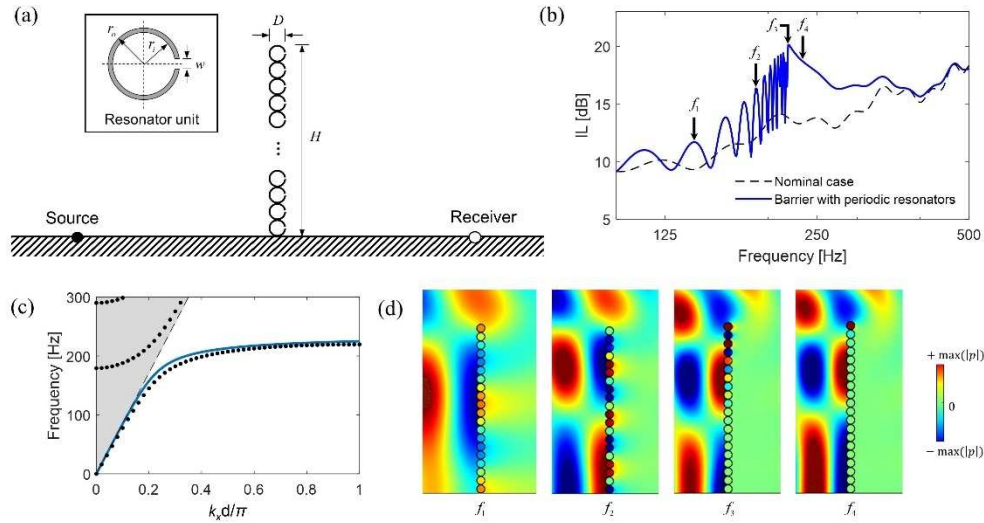 (a)
D
r_o
r_i
w
Resonator unit
H
Source
Receiver
(b)
IL [dB]
20
15
10
5
f_1
f_2
f_3
f_4
Nominal case
Barrier with periodic resonators
125
250
500
Frequency [Hz]
(c)
Frequency [Hz]
300
200
100
0
0
0.2
0.4
0.6
0.8
1
k_xd/π
(d)
+ max(|p|)
0
− max(|p|)
f_1
f_2
f_3
f_1